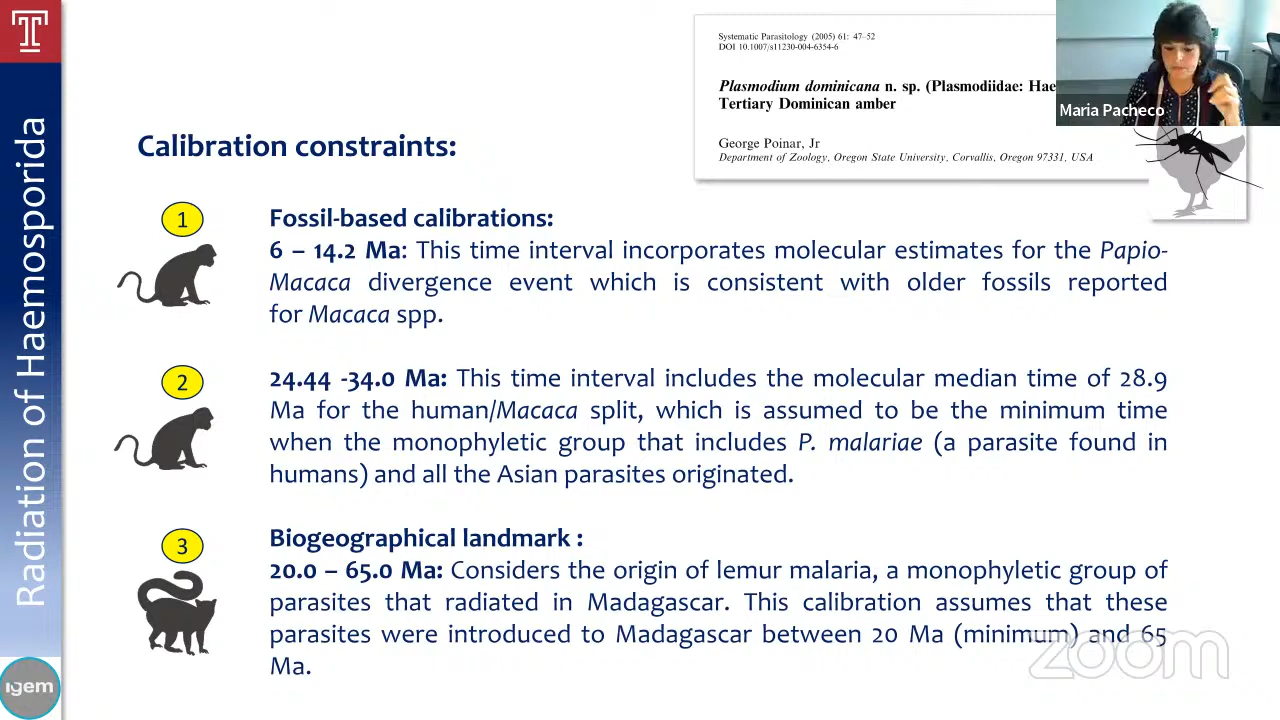 Radiation of Haemosporida
igem
Systematic Parasitology (2005) 61: 47–52
DOI 10.1007/s11230-004-6354-6
Plasmodium dominicana n. sp. (Plasmodiidae: Hae
Tertiary Dominican amber
George Poinar, Jr
Department of Zoology, Oregon State University, Corvallis, Oregon 97331, USA
Maria Pacheco
Calibration constraints:
1
Fossil-based calibrations:
6 – 14.2 Ma: This time interval incorporates molecular estimates for the Papio-
Macaca divergence event which is consistent with older fossils reported
for Macaca spp.
2
24.44 -34.0 Ma: This time interval includes the molecular median time of 28.9
Ma for the human/Macaca split, which is assumed to be the minimum time
when the monophyletic group that includes P. malariae (a parasite found in
humans) and all the Asian parasites originated.
3
Biogeographical landmark :
20.0 – 65.0 Ma: Considers the origin of lemur malaria, a monophyletic group of
parasites that radiated in Madagascar. This calibration assumes that these
parasites were introduced to Madagascar between 20 Ma (minimum) and 65
Ma.
zoom